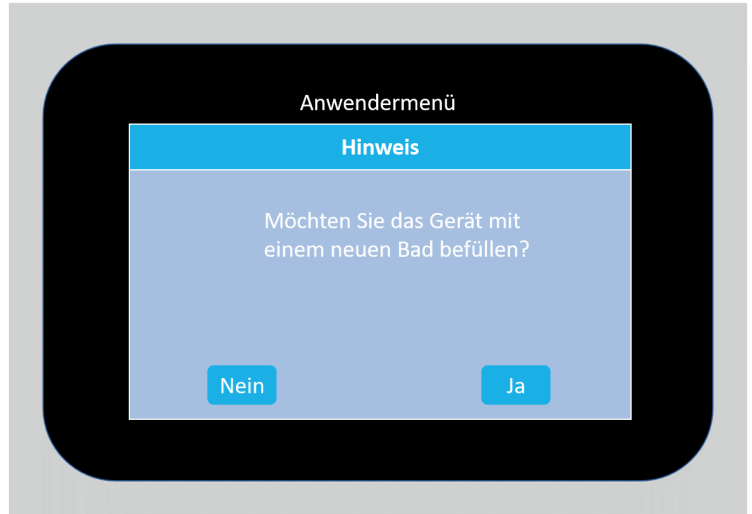 Anwendermenü
Hinweis
Möchten Sie das Gerät mit
einem neuen Bad befüllen?
Nein
Ja